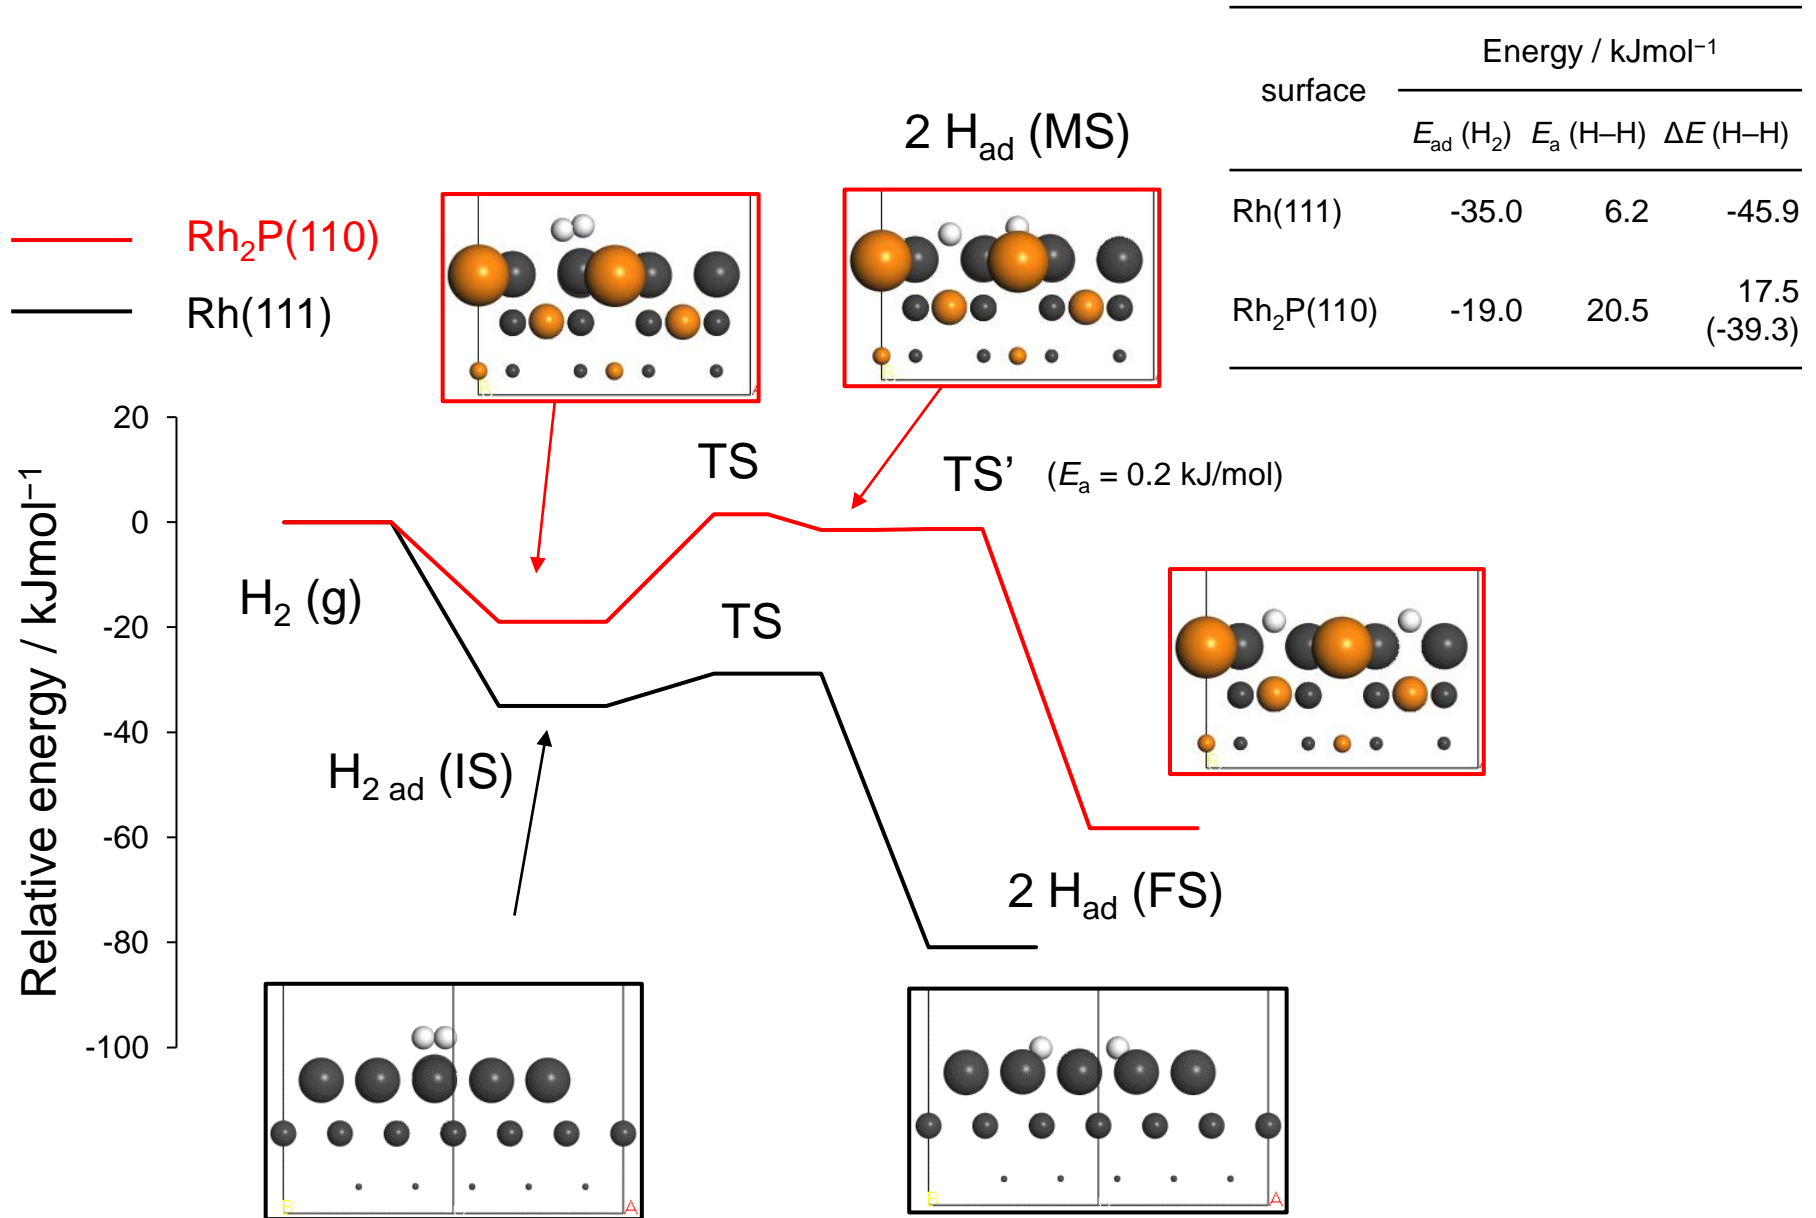 Energy / kJmol⁻¹
surface
E_ad (H₂) E_a (H–H) ΔE (H–H)
Rh(111) -35.0 6.2 -45.9
Rh₂P(110) -19.0 20.5 17.5
(-39.3)
2 H_ad (MS)
Rh₂P(110)
Rh(111)
Relative energy / kJmol⁻¹
20
0
-20
-40
-60
-80
-100
TS
TS’ (E_a = 0.2 kJ/mol)
H₂ (g)
TS
H₂ ad (IS)
2 H_ad (FS)
B
A
B
A